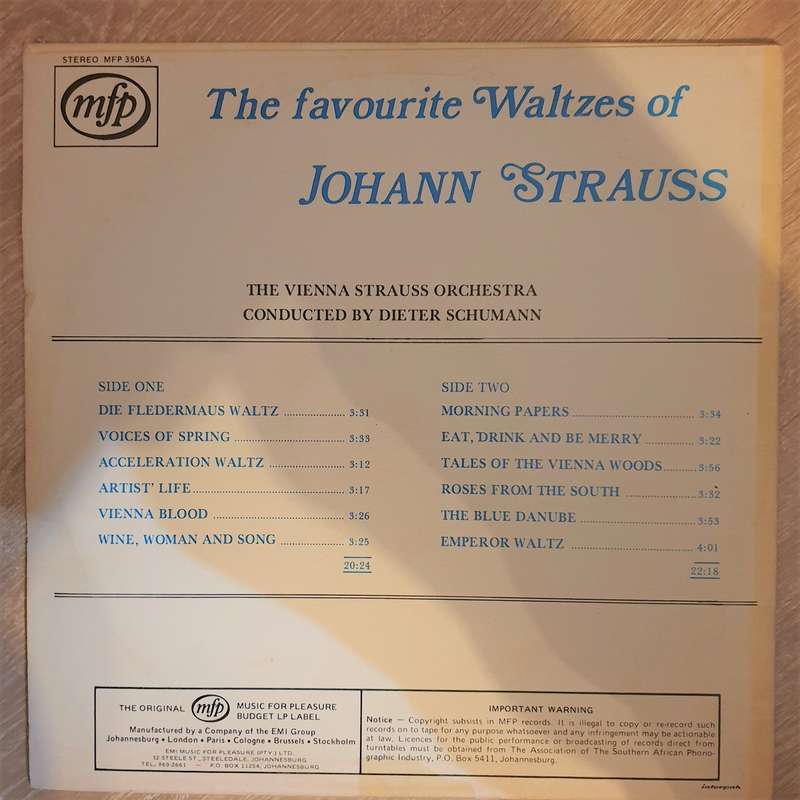 STEREO MFP 3505A
mfp
The favourite Waltzes of
JOHANN STRAUSS
THE VIENNA STRAUSS ORCHESTRA
CONDUCTED BY DIETER SCHUMANN
SIDE ONE
DIE FLEDERMAUS WALTZ .................... 3:31
VOICES OF SPRING .................... 3:33
ACCELERATION WALTZ .................... 3:12
ARTIST' LIFE .................... 3:17
VIENNA BLOOD .................... 3:26
WINE, WOMAN AND SONG .................... 3:25
20:24
SIDE TWO
MORNING PAPERS .................... 3:34
EAT, DRINK AND BE MERRY .................... 3:22
TALES OF THE VIENNA WOODS .................... 3:56
ROSES FROM THE SOUTH .................... 3:32
THE BLUE DANUBE .................... 3:53
EMPEROR WALTZ .................... 4:01
22:18
THE ORIGINAL mfp MUSIC FOR PLEASURE
BUDGET LP LABEL
Manufactured by a Company of the EMI Group
Johannesburg • London • Paris • Cologne • Brussels • Stockholm
EMI MUSIC FOR PLEASURE (PTY.) LTD.
12 STEELE ST., STEELEDALE, JOHANNESBURG
TEL. 869-2661 — P.O. BOX 11254, JOHANNESBURG
IMPORTANT WARNING
Notice — Copyright subsists in MFP records. It is illegal to copy or re-record such
records on to tape for any purpose whatsoever and any infringement may be actionable
at law. Licences for the public performance or broadcasting of records direct from
turntables must be obtained from The Association of The Southern African Phono-
graphic Industry, P.O. Box 5411, Johannesburg.
interpak